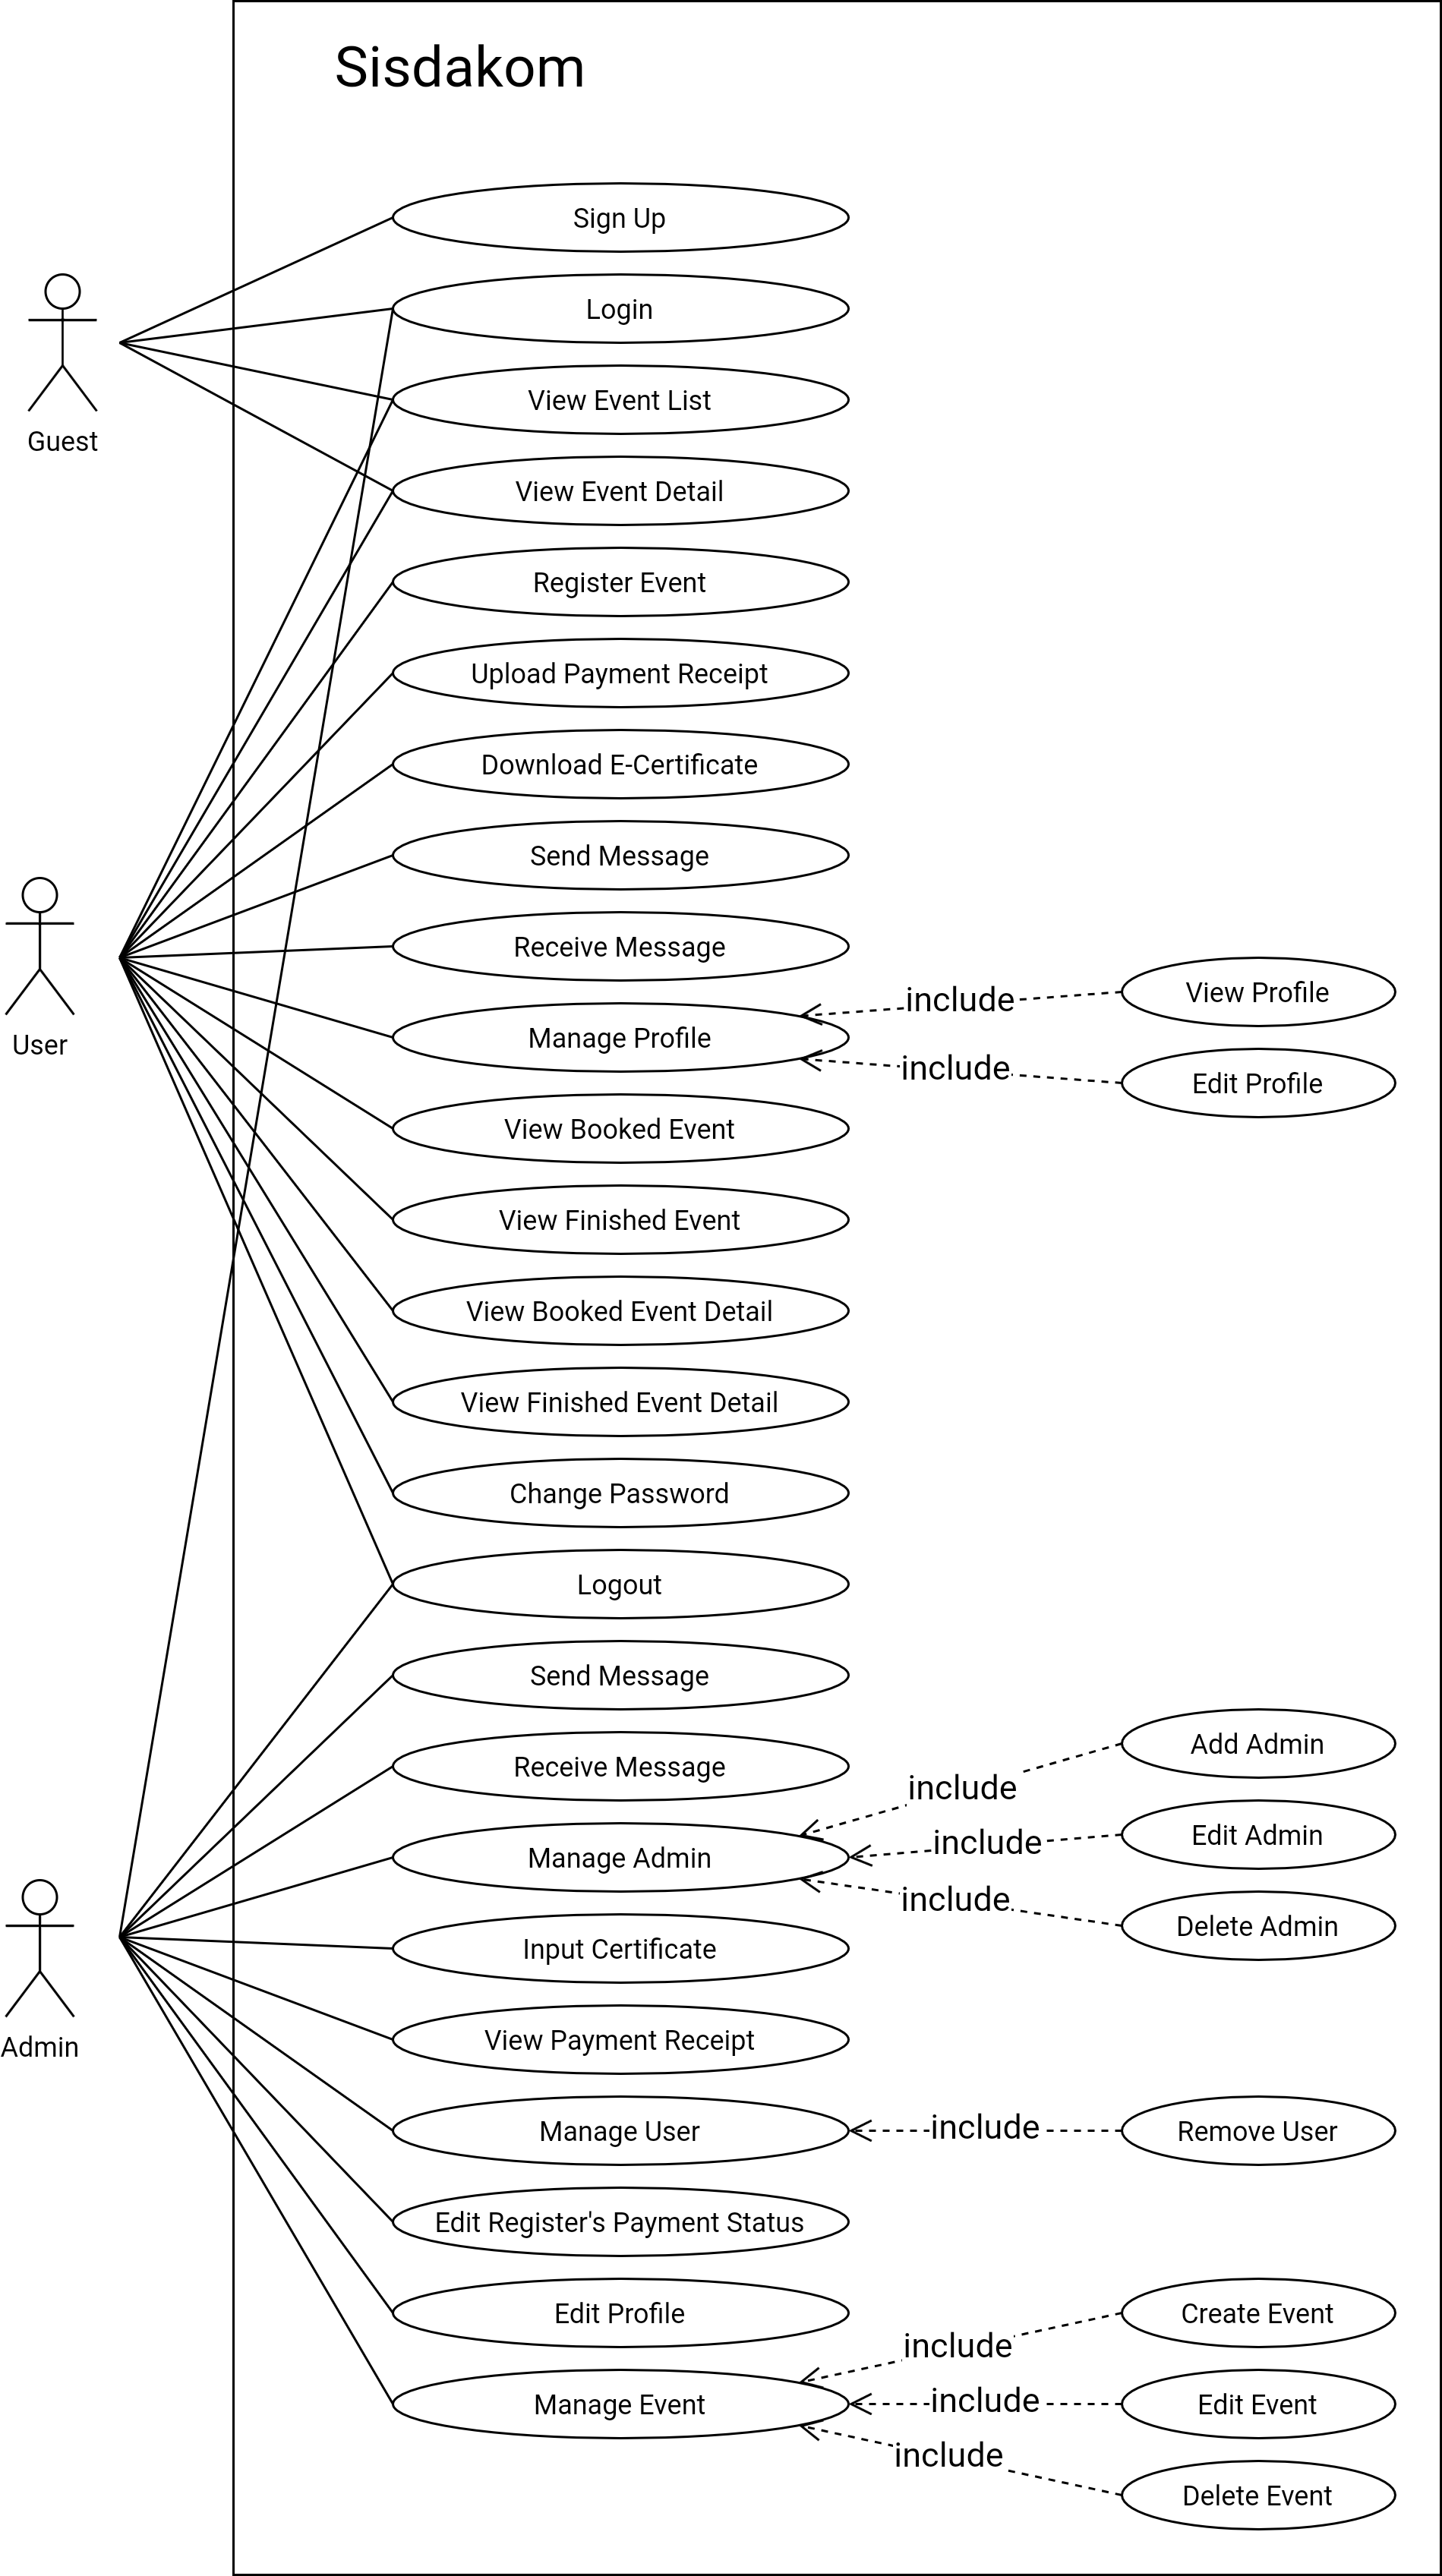 Sisdakom
Sign Up
Login
Guest
View Event List
View Event Detail
Register Event
Upload Payment Receipt
Download E-Certificate
Send Message
Receive Message
User
Manage Profile
include
View Profile
include
Edit Profile
View Booked Event
View Finished Event
View Booked Event Detail
View Finished Event Detail
Change Password
Logout
Send Message
Receive Message
Admin
Manage Admin
include
Add Admin
include
Edit Admin
include
Delete Admin
Input Certificate
View Payment Receipt
Manage User
include
Remove User
Edit Register's Payment Status
Edit Profile
Manage Event
include
Create Event
include
Edit Event
include
Delete Event